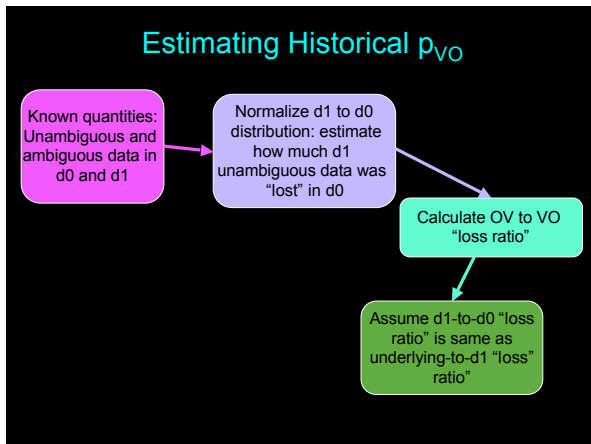 Estimating Historical pVO
Known quantities:
Unambiguous and
ambiguous data in
d0 and d1
Normalize d1 to d0
distribution: estimate
how much d1
unambiguous data was
“lost” in d0
Calculate OV to VO
“loss ratio”
Assume d1-to-d0 “loss
ratio” is same as
underlying-to-d1 “loss”
ratio”